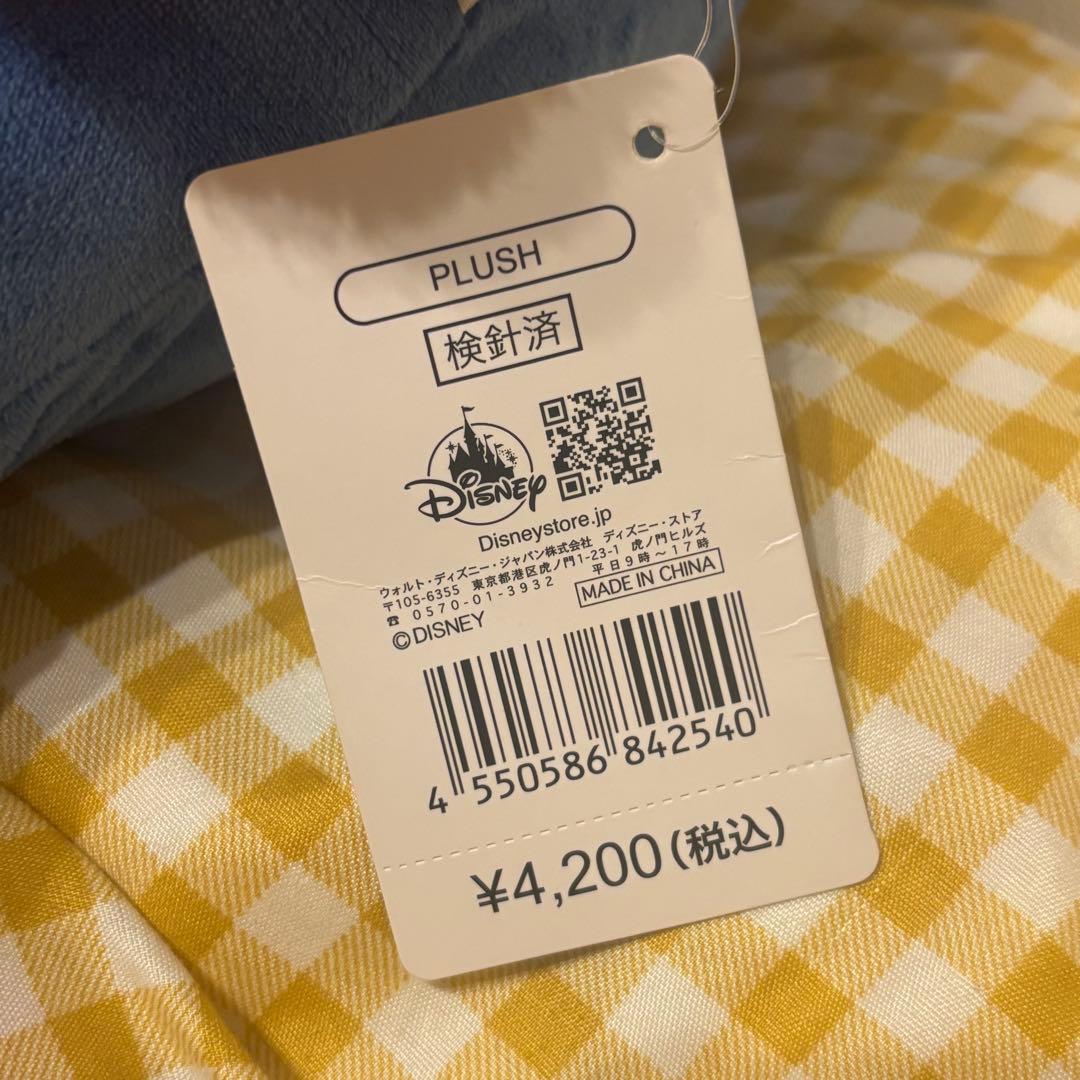 PLUSH
検針済
Disney
Disneystore.jp
ウォルト・ディズニー・ジャパン株式会社 ディズニー・ストア
〒105-6355 東京都港区虎ノ門1-23-1 虎ノ門ヒルズ
☎ 0570-01-3932 平日9時～17時
©DISNEY
MADE IN CHINA
4 550586 842540
¥4,200(税込)